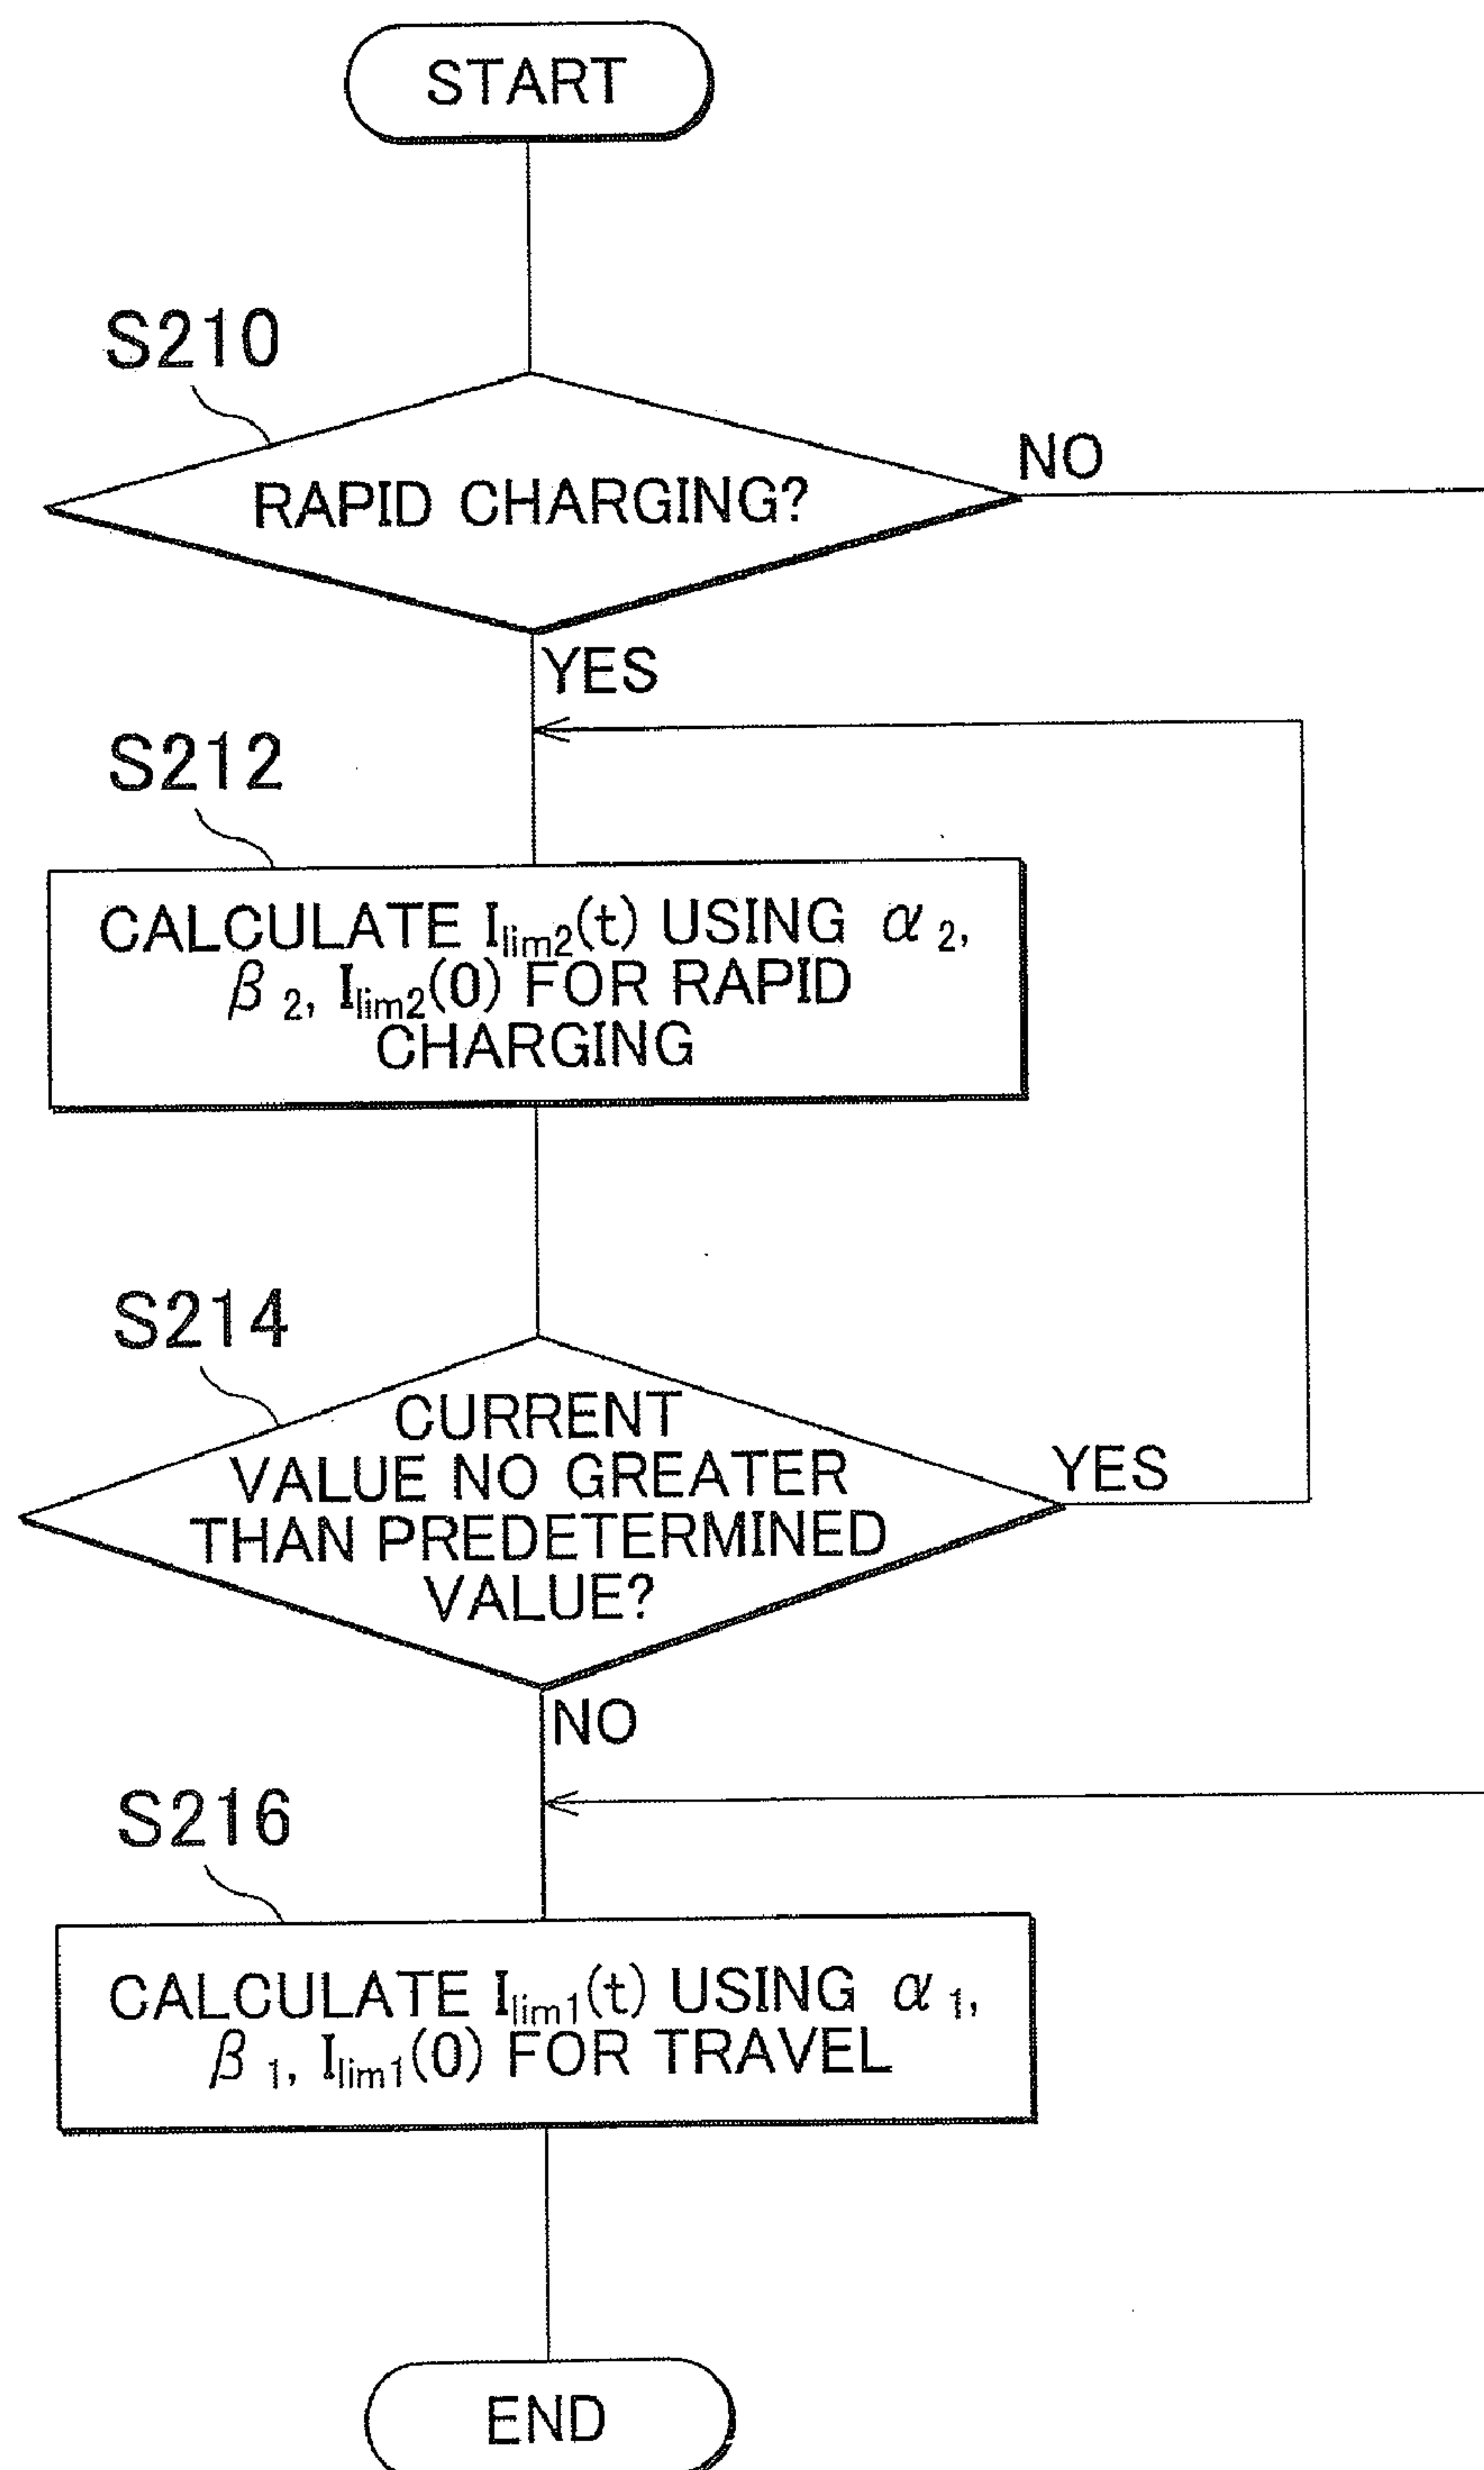 START
S210
RAPID CHARGING?
NO
YES
S212
CALCULATE Ilim2(t) USING α2,
β2, Ilim2(0) FOR RAPID
CHARGING
S214
CURRENT
VALUE NO GREATER
THAN PREDETERMINED
VALUE?
YES
NO
S216
CALCULATE Ilim1(t) USING α1,
β1, Ilim1(0) FOR TRAVEL
END